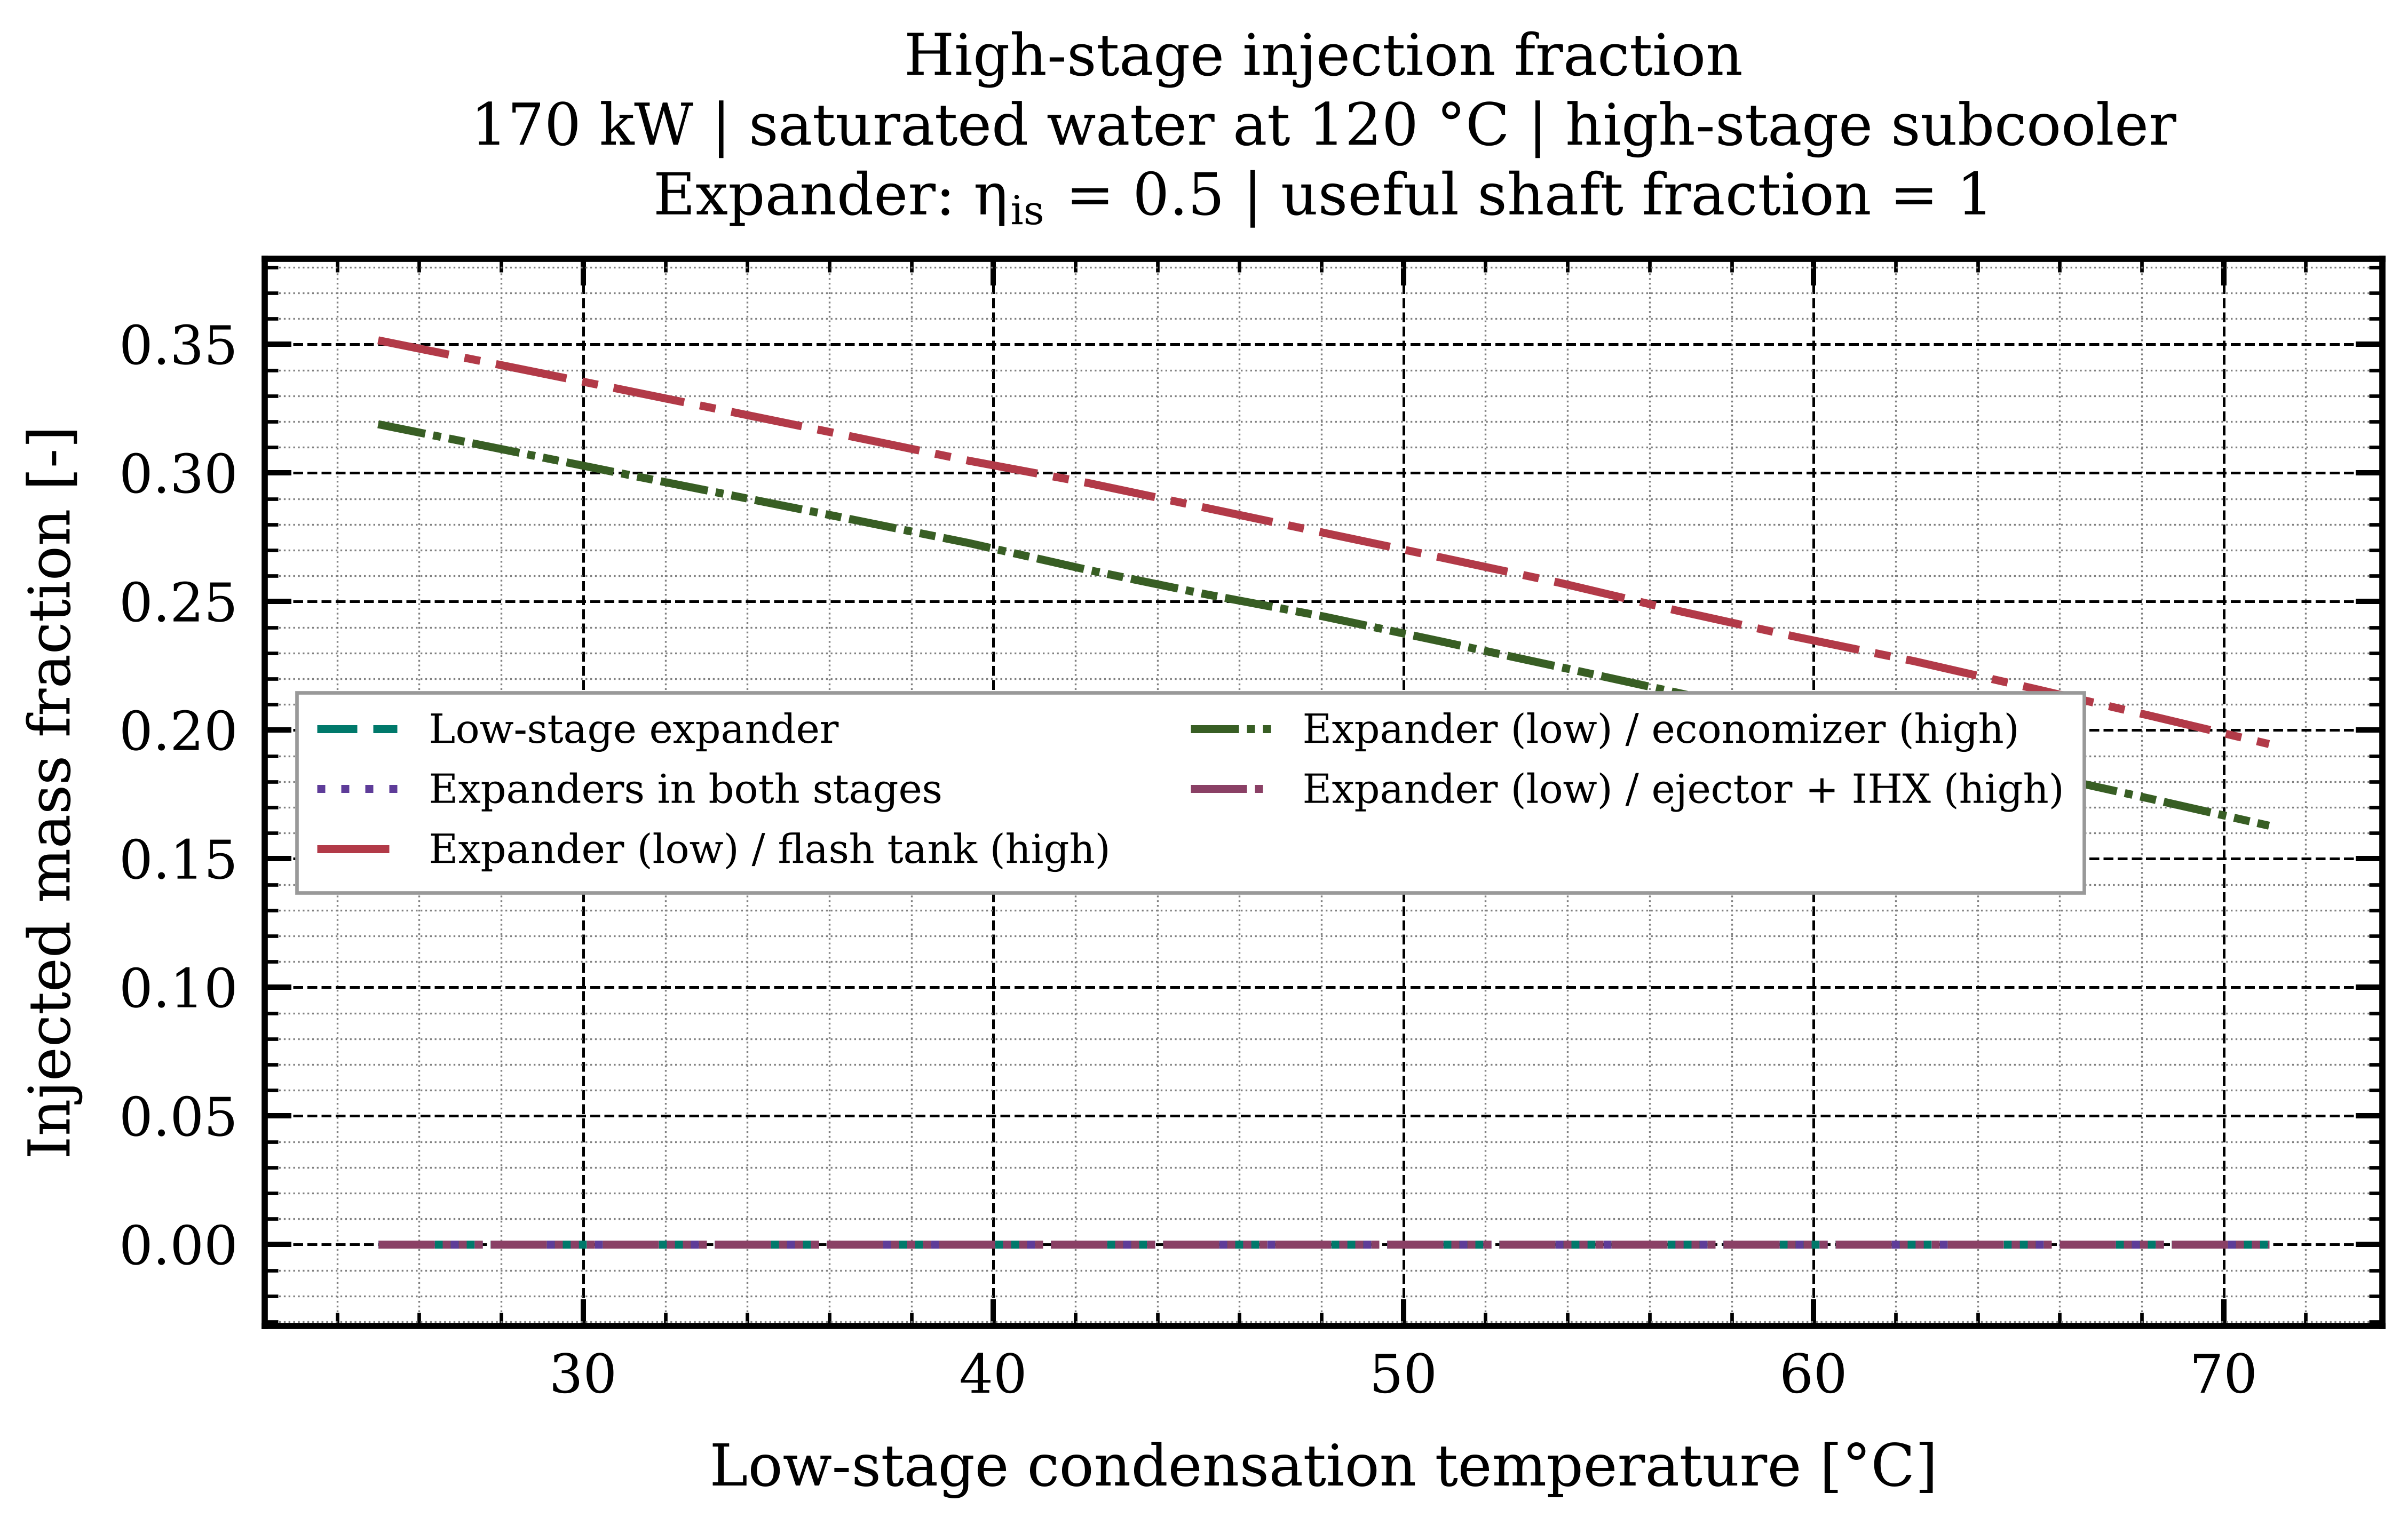 High-stage injection fraction
170 kW | saturated water at 120 °C | high-stage subcooler
Expander: ηis = 0.5 | useful shaft fraction = 1
Injected mass fraction [-]
0.35
0.30
0.25
0.20
0.15
0.10
0.05
0.00
Low-stage expander
Expanders in both stages
Expander (low) / flash tank (high)
Expander (low) / economizer (high)
Expander (low) / ejector + IHX (high)
30 40 50 60 70
Low-stage condensation temperature [°C]